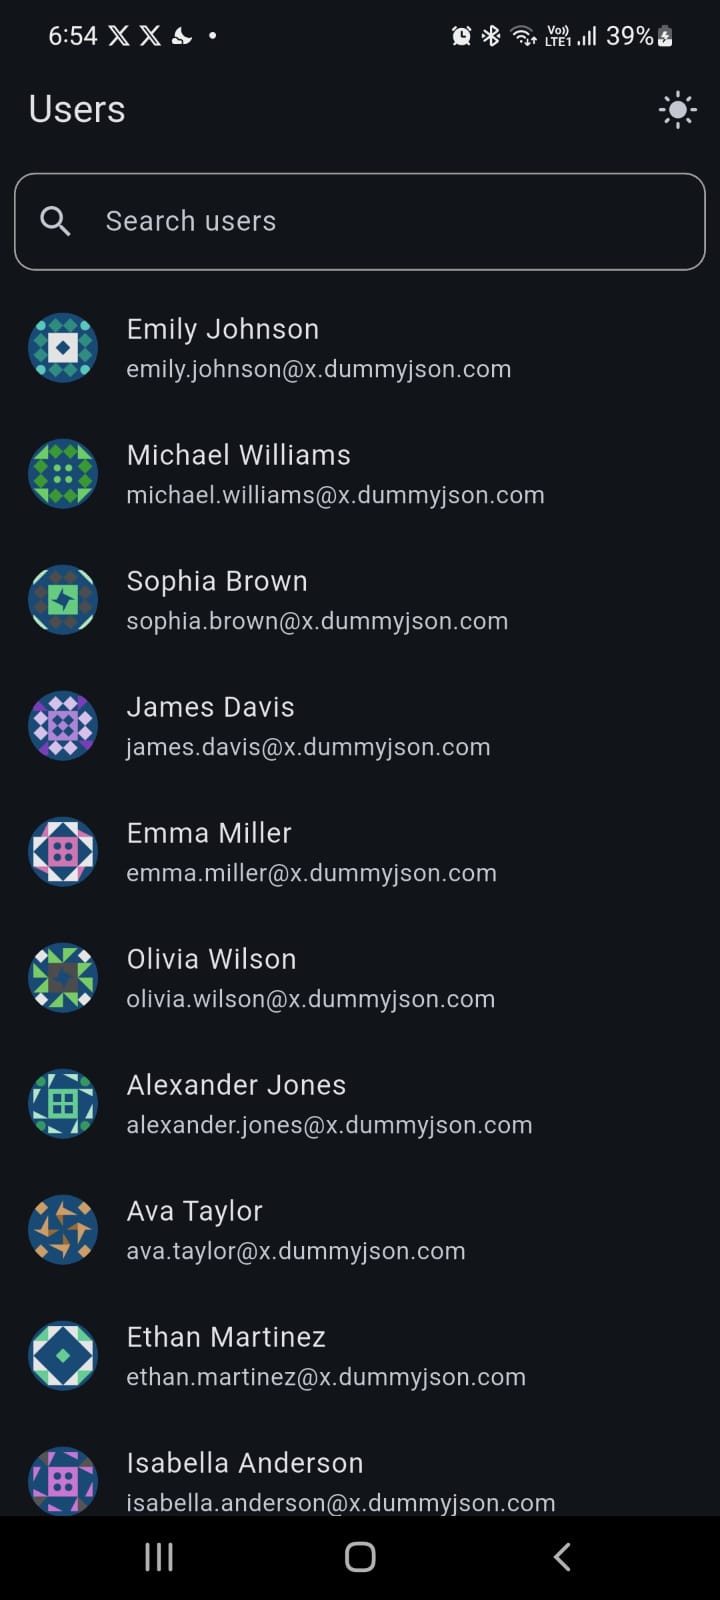 6:54
Vo))
LTE1
39%
Users
Search users
Emily Johnson
emily.johnson@x.dummyjson.com
Michael Williams
michael.williams@x.dummyjson.com
Sophia Brown
sophia.brown@x.dummyjson.com
James Davis
james.davis@x.dummyjson.com
Emma Miller
emma.miller@x.dummyjson.com
Olivia Wilson
olivia.wilson@x.dummyjson.com
Alexander Jones
alexander.jones@x.dummyjson.com
Ava Taylor
ava.taylor@x.dummyjson.com
Ethan Martinez
ethan.martinez@x.dummyjson.com
Isabella Anderson
isabella.anderson@x.dummyjson.com